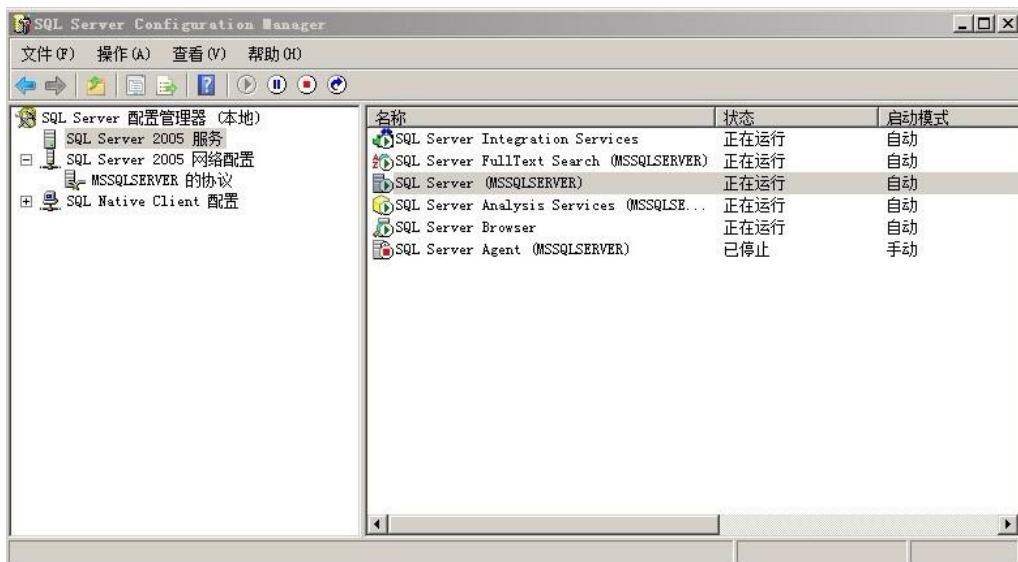 SQL Server Configuration Manager
文件(F) 操作(A) 查看(V) 帮助(H)
SQL Server 配置管理器 (本地)
SQL Server 2005 服务
SQL Server 2005 网络配置
MSSQLSERVER 的协议
SQL Native Client 配置
名称 状态 启动模式
SQL Server Integration Services 正在运行 自动
SQL Server FullText Search (MSSQLSERVER) 正在运行 自动
SQL Server (MSSQLSERVER) 正在运行 自动
SQL Server Analysis Services (MSSQLSE... 正在运行 自动
SQL Server Browser 正在运行 自动
SQL Server Agent (MSSQLSERVER) 已停止 手动